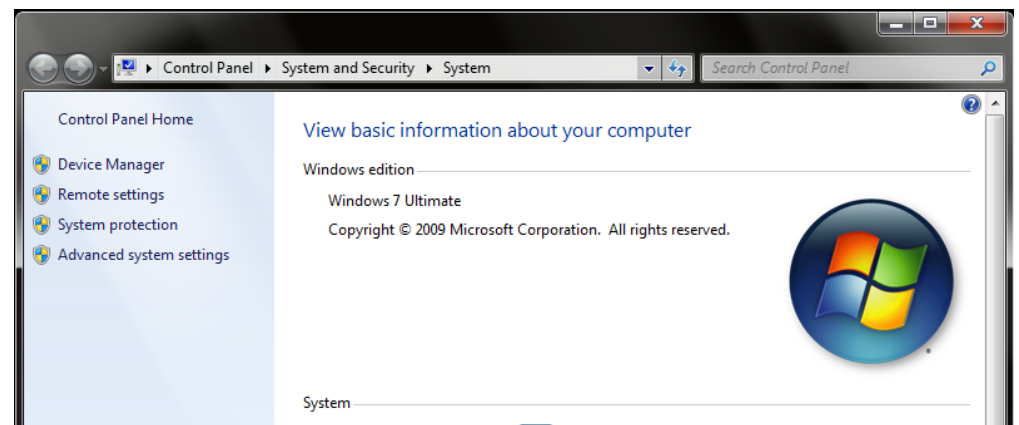 Control Panel System and Security System
Search Control Panel
Control Panel Home
Device Manager
Remote settings
System protection
Advanced system settings
View basic information about your computer
Windows edition
Windows 7 Ultimate
Copyright © 2009 Microsoft Corporation. All rights reserved.
System